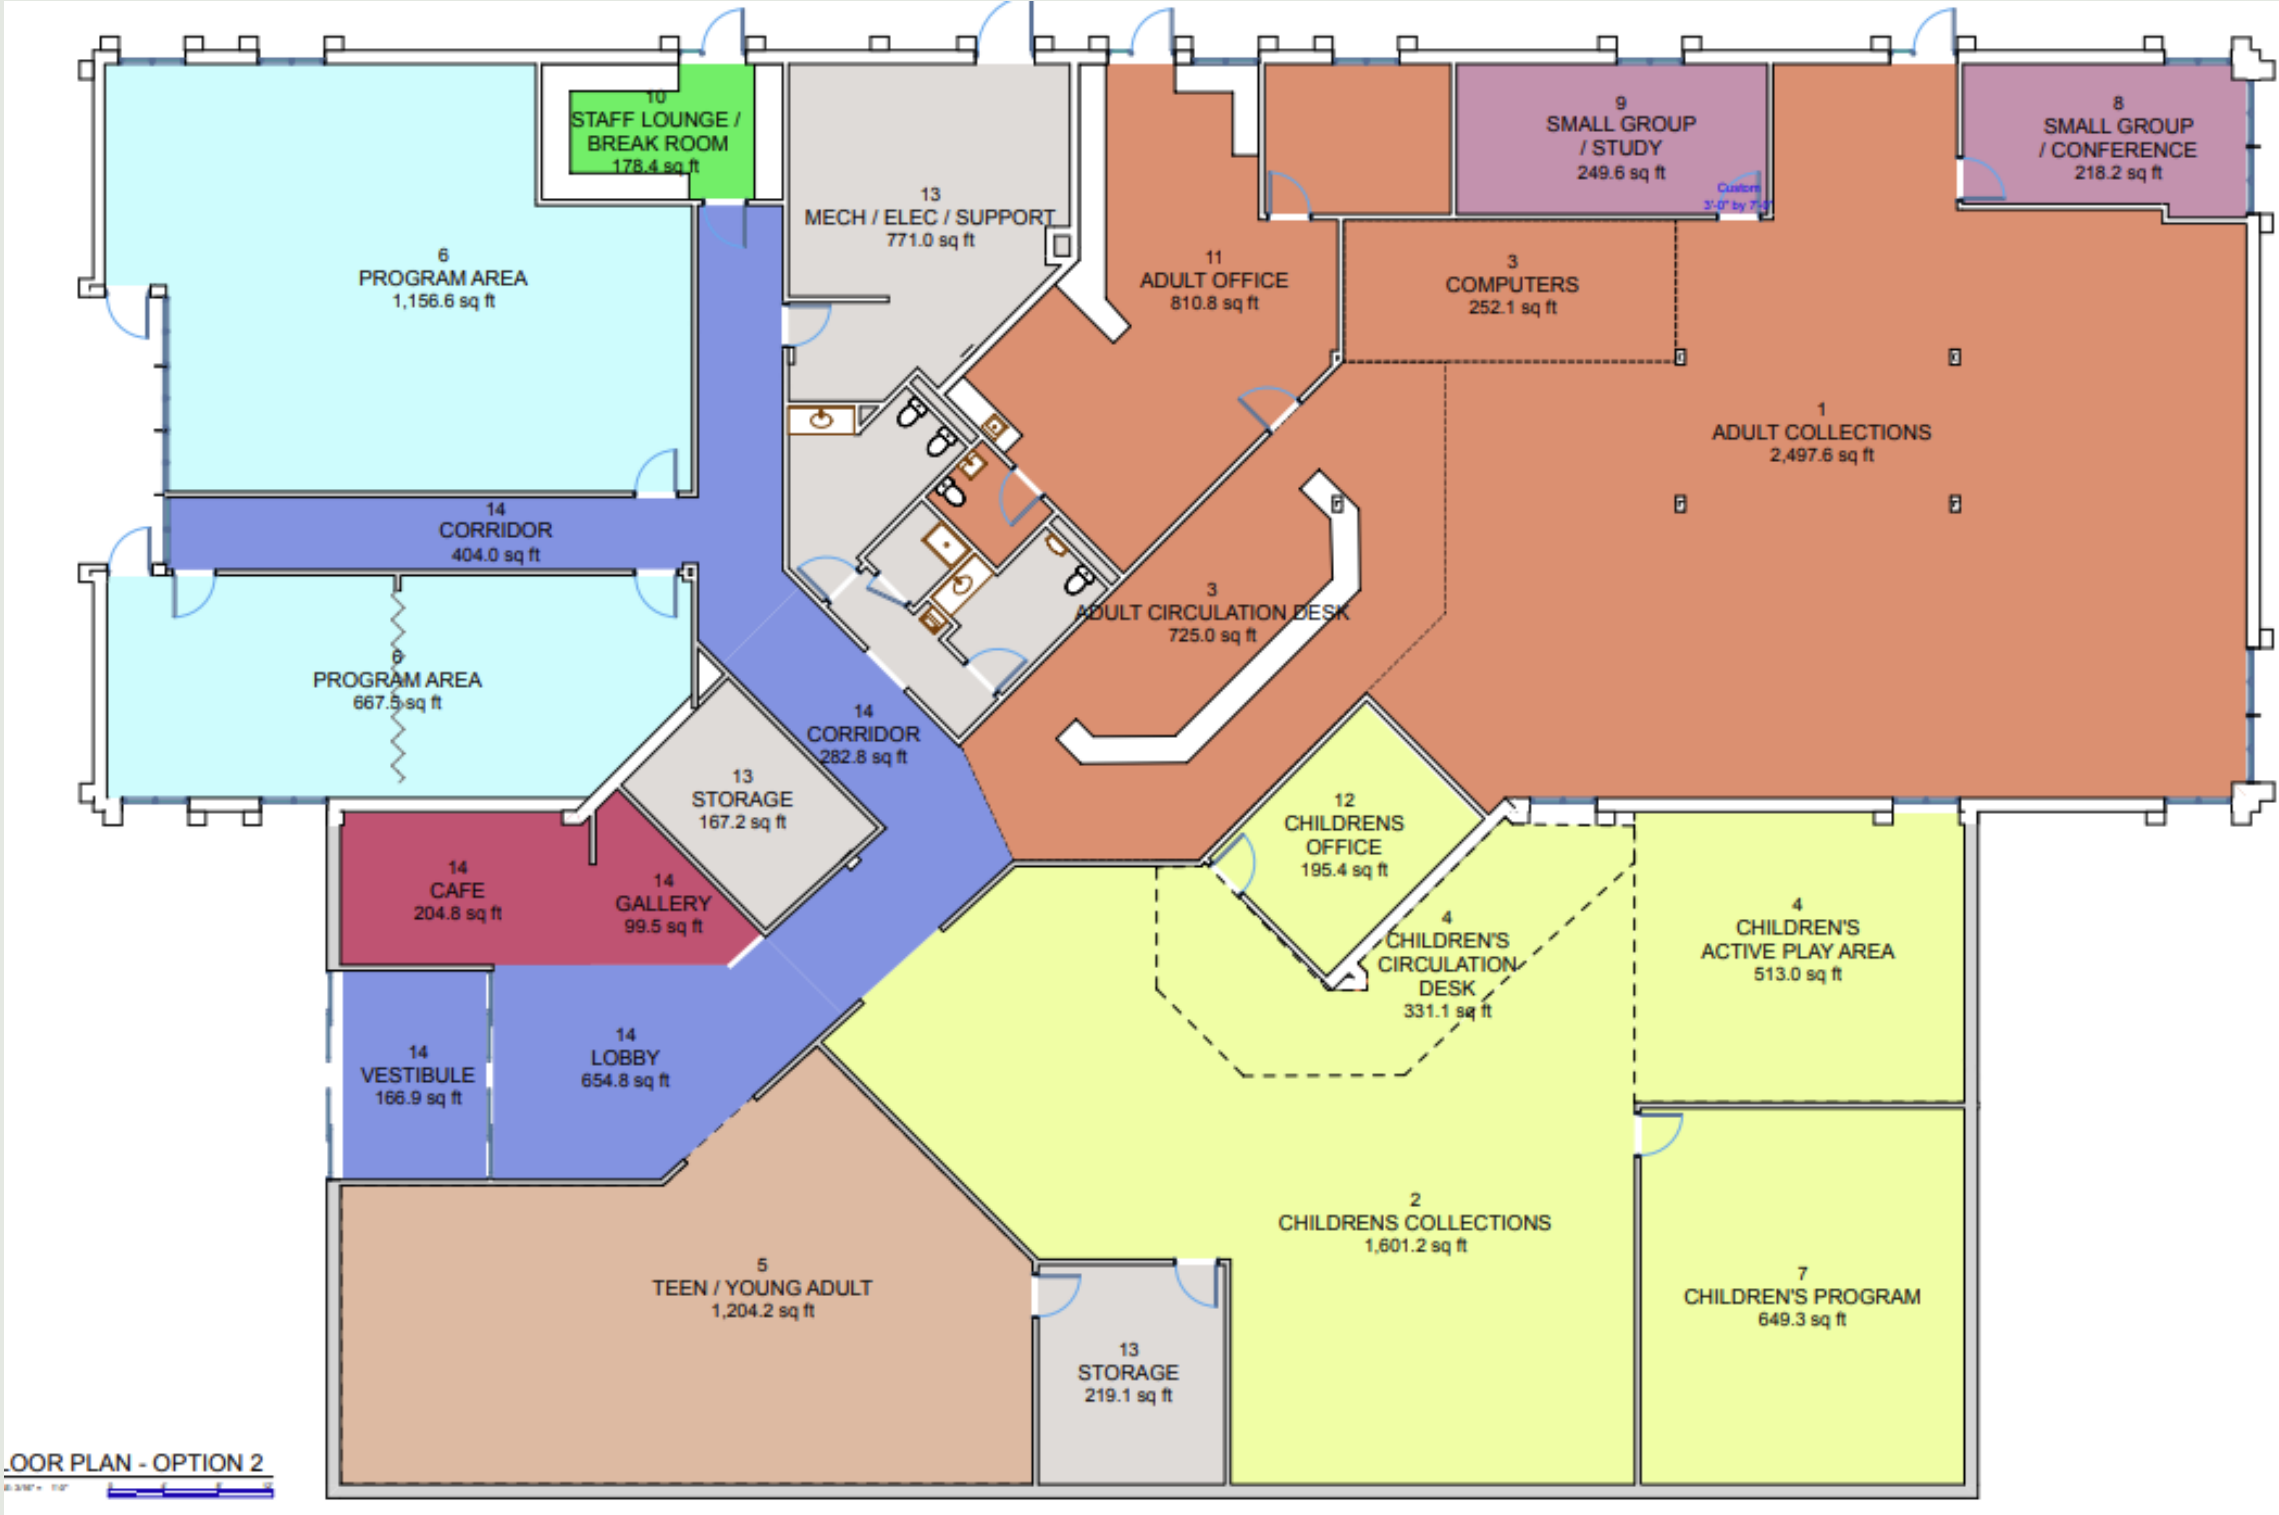 10
STAFF LOUNGE /
BREAK ROOM
178.4 sq ft
9
SMALL GROUP
/ STUDY
249.6 sq ft
Custom
8
SMALL GROUP
/ CONFERENCE
218.2 sq ft
13
MECH / ELEC / SUPPORT
771.0 sq ft
6
PROGRAM AREA
1,156.6 sq ft
11
ADULT OFFICE
810.8 sq ft
3
COMPUTERS
252.1 sq ft
1
ADULT COLLECTIONS
2,497.6 sq ft
14
CORRIDOR
404.0 sq ft
3
ADULT CIRCULATION DESK
725.0 sq ft
6
PROGRAM AREA
667.5 sq ft
14
CORRIDOR
282.8 sq ft
13
STORAGE
167.2 sq ft
12
CHILDRENS
OFFICE
195.4 sq ft
14
CAFE
204.8 sq ft
14
GALLERY
99.5 sq ft
4
CHILDREN'S
CIRCULATION
DESK
331.1 sq ft
4
CHILDREN'S
ACTIVE PLAY AREA
513.0 sq ft
14
VESTIBULE
166.9 sq ft
14
LOBBY
654.8 sq ft
2
CHILDRENS COLLECTIONS
1,601.2 sq ft
5
TEEN / YOUNG ADULT
1,204.2 sq ft
7
CHILDREN'S PROGRAM
649.3 sq ft
13
STORAGE
219.1 sq ft
LOOR PLAN - OPTION 2